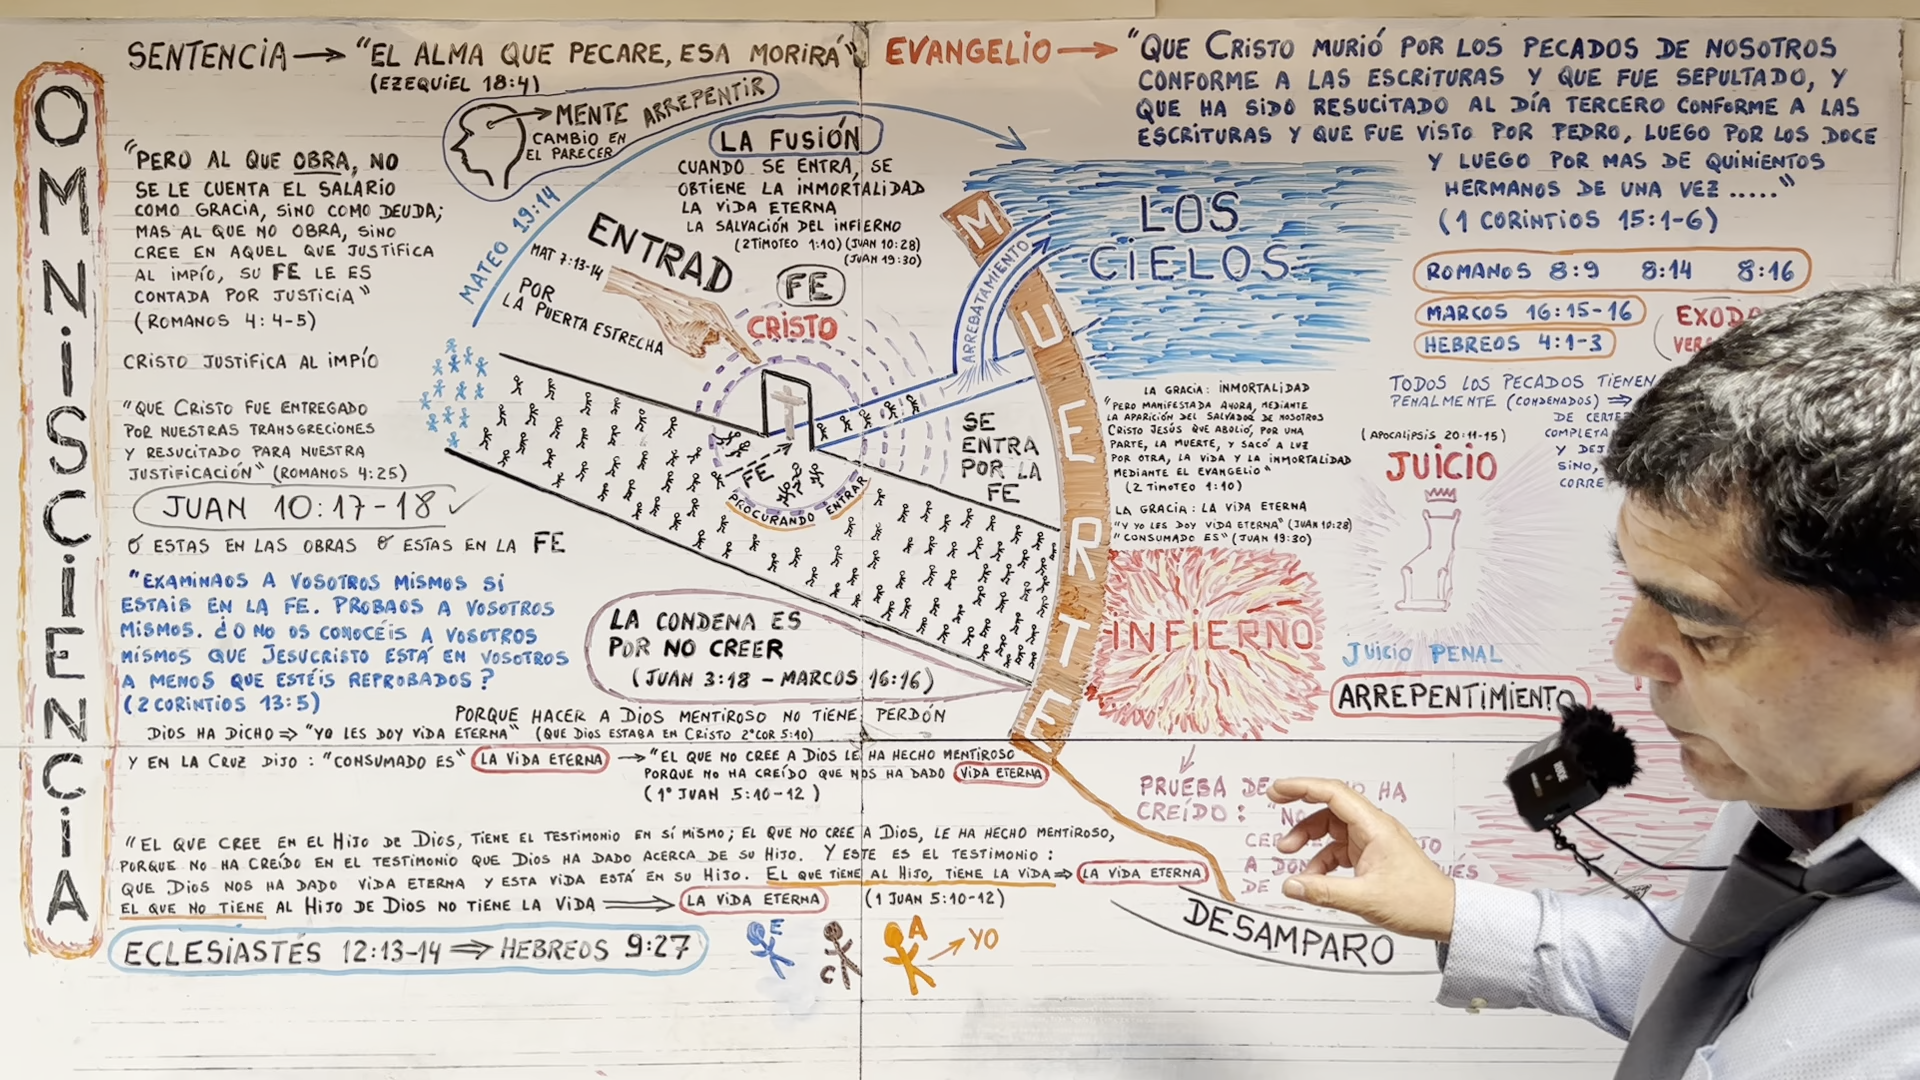 OMNISCIENCIA
SENTENCIA → "EL ALMA QUE PECARE, ESA MORIRÁ"
(EZEQUIEL 18:4)
MENTE ARREPENTIR
CAMBIO EN
EL PARECER
"PERO AL QUE OBRA, NO
SE LE CUENTA EL SALARIO
COMO GRACIA, SINO COMO DEUDA;
MAS AL QUE NO OBRA, SINO
CREE EN AQUEL QUE JUSTIFICA
AL IMPÍO, SU FE LE ES
CONTADA POR JUSTICIA"
(ROMANOS 4:4-5)
CRISTO JUSTIFICA AL IMPÍO
"QUE CRISTO FUE ENTREGADO
POR NUESTRAS TRANSGRECIONES
Y RESUCITADO PARA NUESTRA
JUSTIFICACIÓN" (ROMANOS 4:25)
JUAN 10:17-18
Ó ESTAS EN LAS OBRAS Ó ESTAS EN LA FE
"EXAMINAOS A VOSOTROS MISMOS SI
ESTAIS EN LA FE. PROBAOS A VOSOTROS
MISMOS. ¿O NO OS CONOCÉIS A VOSOTROS
MISMOS QUE JESUCRISTO ESTÁ EN VOSOTROS
A MENOS QUE ESTÉIS REPROBADOS?
(2 CORINTIOS 13:5)
MATEO 19:14
LA FUSIÓN
CUANDO SE ENTRA, SE
OBTIENE LA INMORTALIDAD
LA VIDA ETERNA
LA SALVACIÓN DEL INFIERNO
(2 TIMOTEO 1:10) (JUAN 10:28)
(JUAN 19:30)
ENTRAD
MAT 7:13-14
POR
LA PUERTA ESTRECHA
FE
CRISTO
FE
PROCURANDO ENTRAR
ARREBATAMIENTO
SE
ENTRA
POR LA
FE
MUERTE
LA CONDENA ES
POR NO CREER
(JUAN 3:18 - MARCOS 16:16)
PORQUE HACER A DIOS MENTIROSO NO TIENE PERDÓN
DIOS HA DICHO ⇒ "YO LES DOY VIDA ETERNA" (QUE DIOS ESTABA EN CRISTO 2°COR 5:10)
Y EN LA CRUZ DIJO: "CONSUMADO ES" LA VIDA ETERNA → "EL QUE NO CREE A DIOS LE HA HECHO MENTIROSO
PORQUE NO HA CREÍDO QUE NOS HA DADO VIDA ETERNA
(1° JUAN 5:10-12)
"EL QUE CREE EN EL HIJO DE DIOS, TIENE EL TESTIMONIO EN SÍ MISMO; EL QUE NO CREE A DIOS, LE HA HECHO MENTIROSO,
PORQUE NO HA CREÍDO EN EL TESTIMONIO QUE DIOS HA DADO ACERCA DE SU HIJO. Y ESTE ES EL TESTIMONIO:
QUE DIOS NOS HA DADO VIDA ETERNA Y ESTA VIDA ESTÁ EN SU HIJO. EL QUE TIENE AL HIJO, TIENE LA VIDA ⇒ LA VIDA ETERNA
EL QUE NO TIENE AL HIJO DE DIOS NO TIENE LA VIDA ⇒ LA VIDA ETERNA (1 JUAN 5:10-12)
ECLESIASTÉS 12:13-14 ⇒ HEBREOS 9:27
E
C
A → YO
EVANGELIO → "QUE CRISTO MURIÓ POR LOS PECADOS DE NOSOTROS
CONFORME A LAS ESCRITURAS Y QUE FUE SEPULTADO, Y
QUE HA SIDO RESUCITADO AL DÍA TERCERO CONFORME A LAS
ESCRITURAS Y QUE FUE VISTO POR PEDRO, LUEGO POR LOS DOCE
Y LUEGO POR MAS DE QUINIENTOS
HERMANOS DE UNA VEZ ....."
(1 CORINTIOS 15:1-6)
LOS
CIELOS
ROMANOS 8:9 8:14 8:16
MARCOS 16:15-16
HEBREOS 4:1-3
TODOS LOS PECADOS TIENEN
PENALMENTE (CONDENADOS) ⇒
DE
COMPLETA
Y
SINO,
LA GRACIA: INMORTALIDAD
"PERO MANIFESTADA AHORA, MEDIANTE
LA APARICIÓN DEL SALVADOR DE NOSOTROS
CRISTO JESÚS QUE ABOLIÓ, POR UNA
PARTE, LA MUERTE, Y SACÓ A LUZ
POR OTRA, LA VIDA Y LA INMORTALIDAD
MEDIANTE EL EVANGELIO"
(2 TIMOTEO 1:10)
LA GRACIA: LA VIDA ETERNA
"Y YO LES DOY VIDA ETERNA" (JUAN 10:28)
"CONSUMADO ES" (JUAN 19:30)
(APOCALIPSIS 20:11-15)
JUICIO
INFIERNO
JUICIO PENAL
ARREPENTIMIENTO
PRUEBA DE HA
CREÍDO:
DESAMPARO
RODE